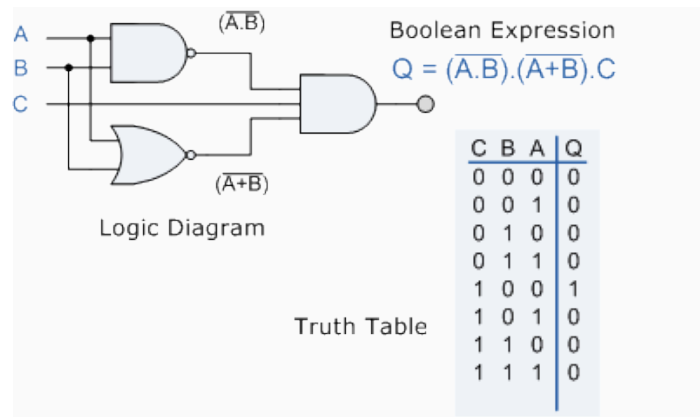 (A̅.̅B̅)
A
B
C
Boolean Expression
Q = (A̅.̅B̅).(A̅+̅B̅).C
(A̅+̅B̅)
Logic Diagram
C B A Q
0 0 0 0
0 0 1 0
0 1 0 0
0 1 1 0
1 0 0 1
1 0 1 0
1 1 0 0
1 1 1 0
Truth Table